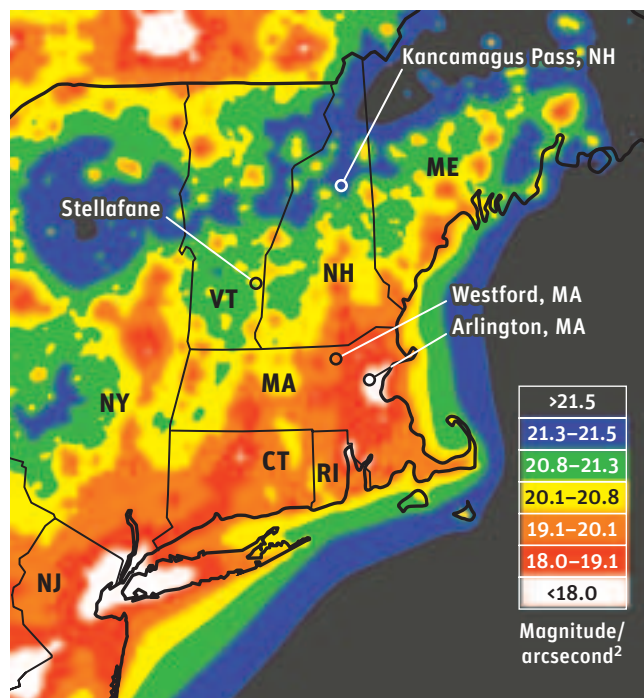 Kancamagus Pass, NH
ME
Stellafane
NH
VT
Westford, MA
Arlington, MA
MA
NY
CT
RI
NJ
>21.5
21.3–21.5
20.8–21.3
20.1–20.8
19.1–20.1
18.0–19.1
<18.0
Magnitude/
arcsecond²